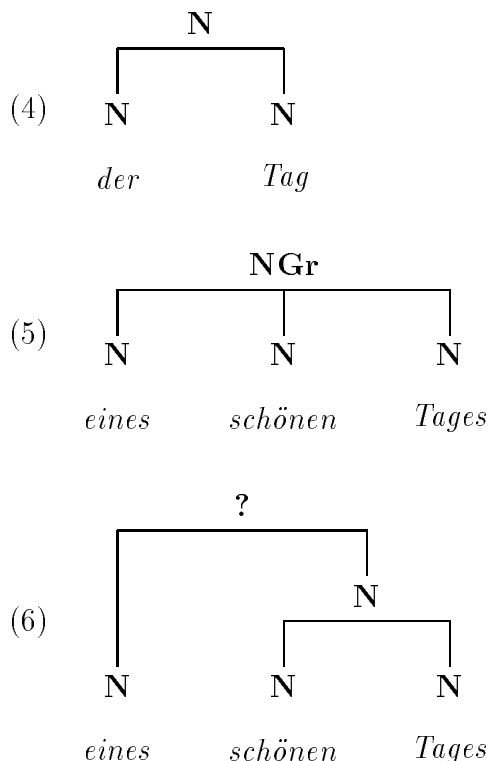 N
(4) N N
der Tag
NGr
(5) N N N
eines schönen Tages
?
N
(6)
N N N
eines schönen Tages